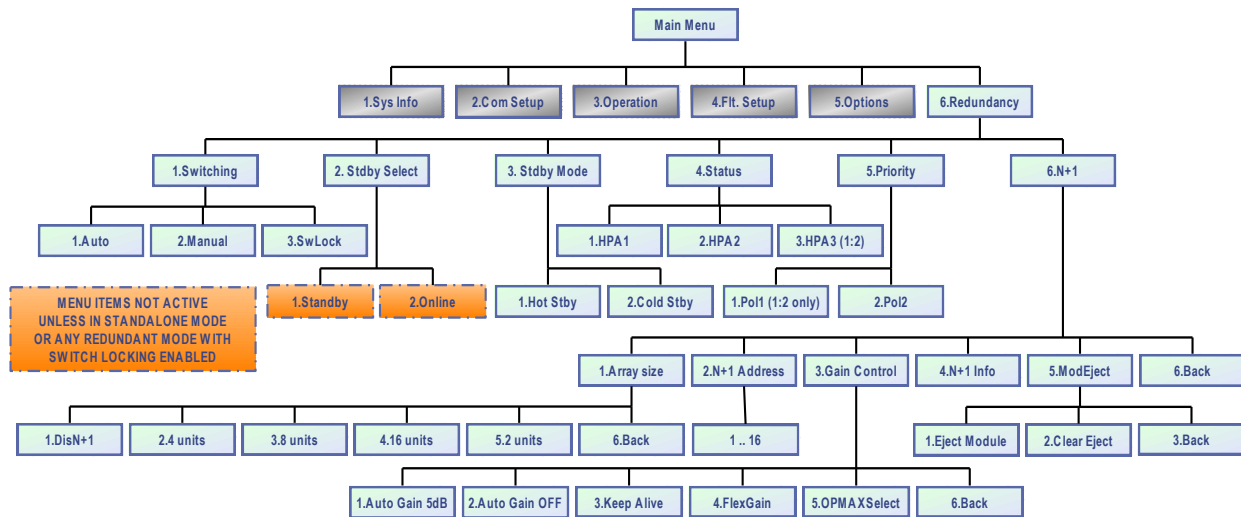 Main Menu
1.Sys Info
2.Com Setup
3.Operation
4.Flt. Setup
5.Options
6.Redundancy
1.Switching
2. Stdby Select
3. Stdby Mode
4.Status
5.Priority
6.N+1
1.Auto
2.Manual
3.SwLock
1.HPA1
2.HPA2
3.HPA3 (1:2)
MENU ITEMS NOT ACTIVE
UNLESS IN STANDALONE MODE
OR ANY REDUNDANT MODE WITH
SWITCH LOCKING ENABLED
1.Standby
2.Online
1.Hot Stby
2.Cold Stby
1.Pol1 (1:2 only)
2.Pol2
1.Array size
2.N+1 Address
3.Gain Control
4.N+1 Info
5.ModEject
6.Back
1.DisN+1
2.4 units
3.8 units
4.16 units
5.2 units
6.Back
1 .. 16
1.Eject Module
2.Clear Eject
3.Back
1.Auto Gain 5dB
2.Auto Gain OFF
3.Keep Alive
4.FlexGain
5.OPMAXSelect
6.Back